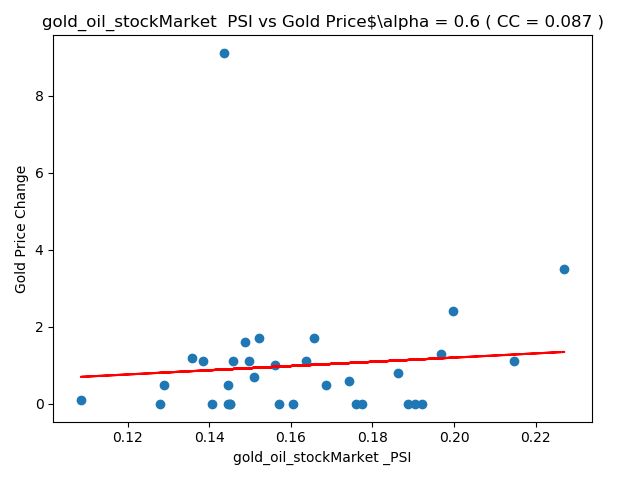 gold_oil_stockMarket  PSI vs Gold Price$\alpha = 0.6 ( CC = 0.087 )
Gold Price Change
8
6
4
2
0
0.12 0.14 0.16 0.18 0.20 0.22
gold_oil_stockMarket _PSI